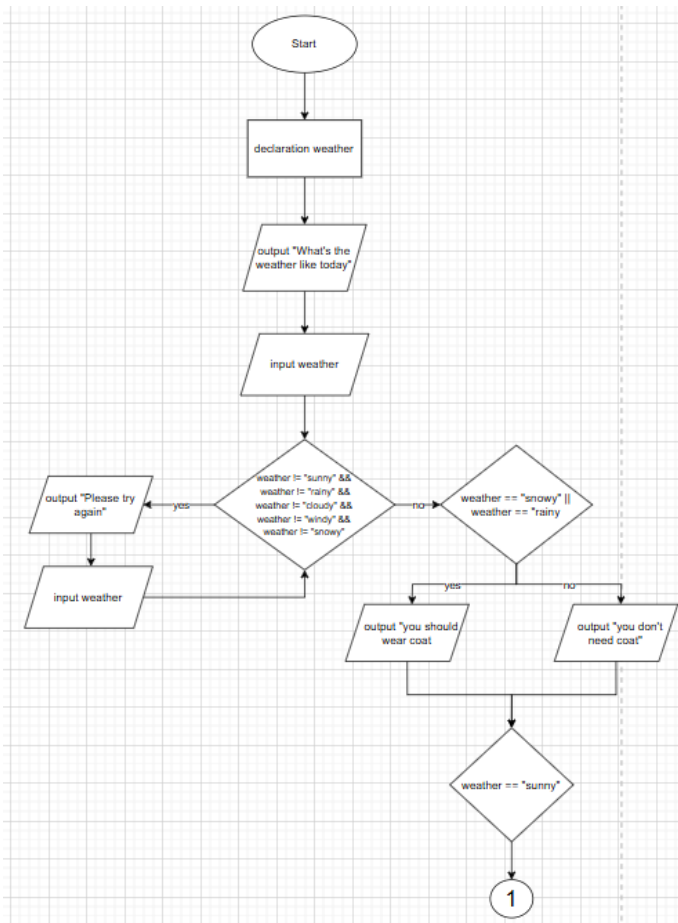 Start
declaration weather
output "What's the
weather like today"
input weather
weather != "sunny" &&
weather != "rainy" &&
weather != "cloudy" &&
weather != "windy" &&
weather != "snowy"
yes
no
output "Please try
again"
input weather
weather == "snowy" ||
weather == "rainy
yes
no
output "you should
wear coat
output "you don't
need coat"
weather == "sunny"
1